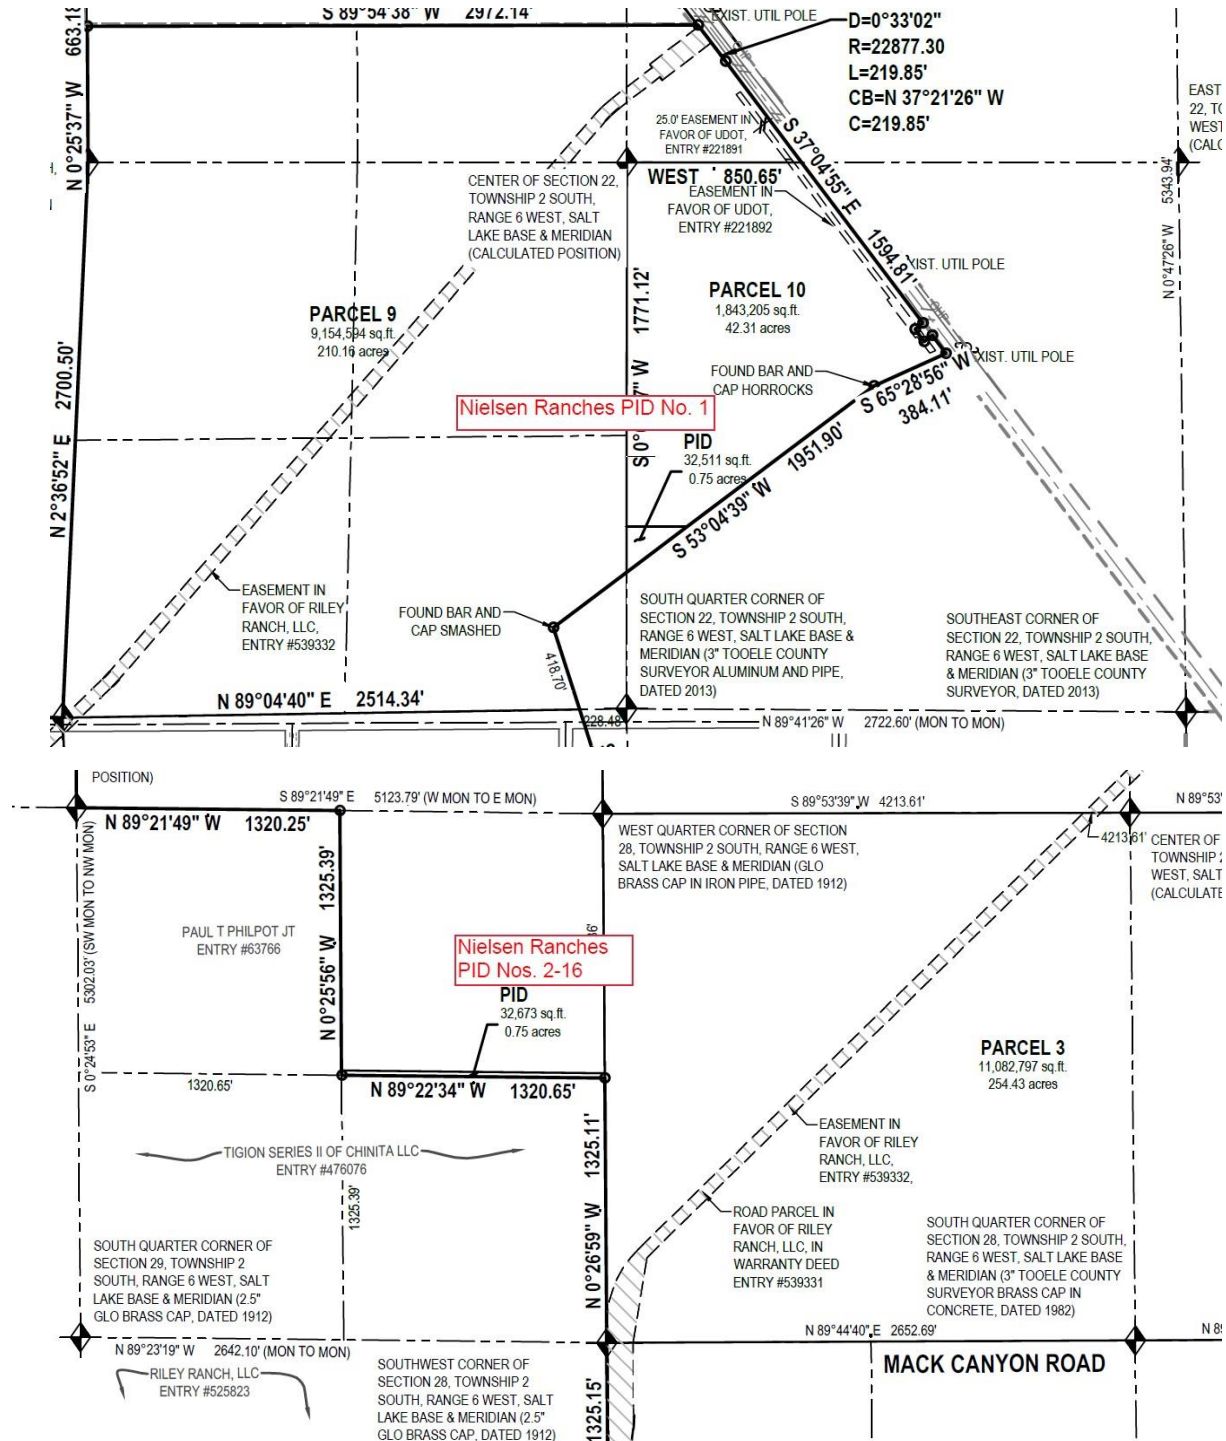 S 89°54'38" W 2972.14'
EXIST. UTIL POLE
D=0°33'02"
R=22877.30
L=219.85'
CB=N 37°21'26" W
C=219.85'
N 0°25'37" W 663.18
OHP
25.0' EASEMENT IN
FAVOR OF UDOT,
ENTRY #221891
S 37°04'55" E 1594.81'
EAST
22,
WEST
(CALC
N 0°47'26" W 5343.94'
WEST 850.65'
EASEMENT IN
FAVOR OF UDOT,
ENTRY #221892
CENTER OF SECTION 22,
TOWNSHIP 2 SOUTH,
RANGE 6 WEST, SALT
LAKE BASE & MERIDIAN
(CALCULATED POSITION)
XIST. UTIL POLE
OHP
PARCEL 9
9,154,594 sq.ft.
210.16 acres
PARCEL 10
1,843,205 sq.ft.
42.31 acres
1771.12'
N 2°36'52" E 2700.50'
EXIST. UTIL POLE
FOUND BAR AND
CAP HORROCKS
S 65°28'56" W
384.11'
Nielsen Ranches PID No. 1
S 0° 7" W
PID
32,511 sq.ft.
0.75 acres
S 53°04'39" W 1951.90'
EASEMENT IN
FAVOR OF RILEY
RANCH, LLC,
ENTRY #539332
FOUND BAR AND
CAP SMASHED
418.70'
SOUTH QUARTER CORNER OF
SECTION 22, TOWNSHIP 2 SOUTH,
RANGE 6 WEST, SALT LAKE BASE &
MERIDIAN (3" TOOELE COUNTY
SURVEYOR ALUMINUM AND PIPE,
DATED 2013)
SOUTHEAST CORNER OF
SECTION 22, TOWNSHIP 2 SOUTH,
RANGE 6 WEST, SALT LAKE BASE
& MERIDIAN (3" TOOELE COUNTY
SURVEYOR, DATED 2013)
N 89°04'40" E 2514.34'
228.48
N 89°41'26" W 2722.60' (MON TO MON)
POSITION)
S 89°21'49" E 5123.79' (W MON TO E MON)
N 89°21'49" W 1320.25'
S 89°53'39" W 4213.61'
N 89°53'
WEST QUARTER CORNER OF SECTION
28, TOWNSHIP 2 SOUTH, RANGE 6 WEST,
SALT LAKE BASE & MERIDIAN (GLO
BRASS CAP IN IRON PIPE, DATED 1912)
4213.61'
CENTER OF
TOWNSHIP 2
WEST, SALT
(CALCULATE
S 0°24'53" E 5302.03' (SW MON TO NW MON)
N 0°25'56" W 1325.39'
PAUL T PHILPOT JT
ENTRY #63766
Nielsen Ranches
PID Nos. 2-16
PID
32,673 sq.ft.
0.75 acres
PARCEL 3
11,082,797 sq.ft.
254.43 acres
1320.65'
N 89°22'34" W 1320.65'
EASEMENT IN
FAVOR OF RILEY
RANCH, LLC,
ENTRY #539332,
TIGION SERIES II OF CHINITA LLC
ENTRY #476076
1325.39'
N 0°26'59" W 1325.11'
ROAD PARCEL IN
FAVOR OF RILEY
RANCH, LLC, IN
WARRANTY DEED
ENTRY #539331
SOUTH QUARTER CORNER OF
SECTION 28, TOWNSHIP 2 SOUTH,
RANGE 6 WEST, SALT LAKE BASE
& MERIDIAN (3" TOOELE COUNTY
SURVEYOR BRASS CAP IN
CONCRETE, DATED 1982)
SOUTH QUARTER CORNER OF
SECTION 29, TOWNSHIP 2
SOUTH, RANGE 6 WEST, SALT
LAKE BASE & MERIDIAN (2.5"
GLO BRASS CAP, DATED 1912)
N 89°44'40" E 2652.69'
N 89
N 89°23'19" W 2642.10' (MON TO MON)
MACK CANYON ROAD
RILEY RANCH, LLC
ENTRY #525823
SOUTHWEST CORNER OF
SECTION 28, TOWNSHIP 2
SOUTH, RANGE 6 WEST, SALT
LAKE BASE & MERIDIAN (2.5"
GLO BRASS CAP, DATED 1912)
1325.15'